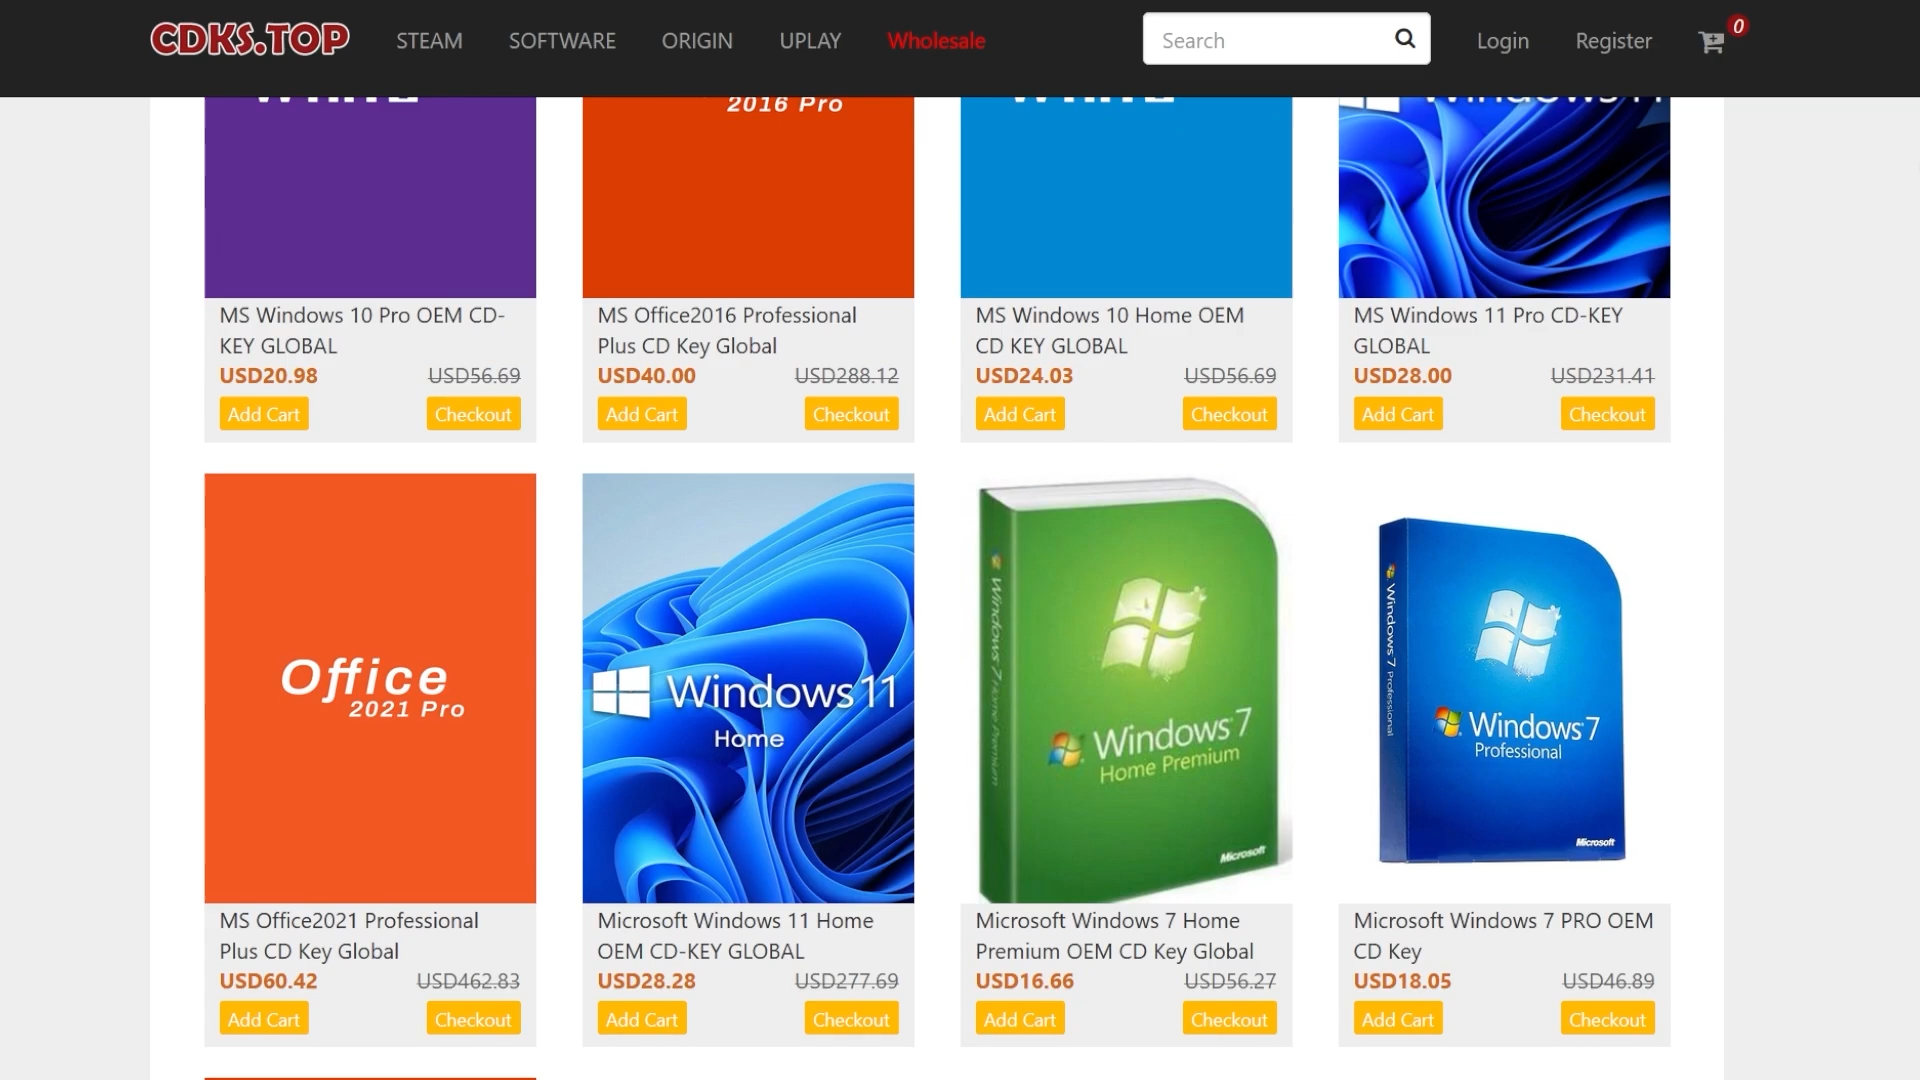 CDKS.TOP
STEAM
SOFTWARE
ORIGIN
UPLAY
Wholesale
Search
Login
Register
0
2016 Pro
MS Windows 10 Pro OEM CD-
KEY GLOBAL
USD20.98 USD56.69
Add Cart Checkout
MS Office2016 Professional
Plus CD Key Global
USD40.00 USD288.12
Add Cart Checkout
MS Windows 10 Home OEM
CD KEY GLOBAL
USD24.03 USD56.69
Add Cart Checkout
MS Windows 11 Pro CD-KEY
GLOBAL
USD28.00 USD231.41
Add Cart Checkout
Office
2021 Pro
MS Office2021 Professional
Plus CD Key Global
USD60.42 USD462.83
Add Cart Checkout
Windows 11
Home
Microsoft Windows 11 Home
OEM CD-KEY GLOBAL
USD28.28 USD277.69
Add Cart Checkout
Windows 7 Home Premium
Windows 7
Home Premium
Microsoft
Microsoft Windows 7 Home
Premium OEM CD Key Global
USD16.66 USD56.27
Add Cart Checkout
Windows 7 Professional
Windows 7
Professional
Microsoft
Microsoft Windows 7 PRO OEM
CD Key
USD18.05 USD46.89
Add Cart Checkout